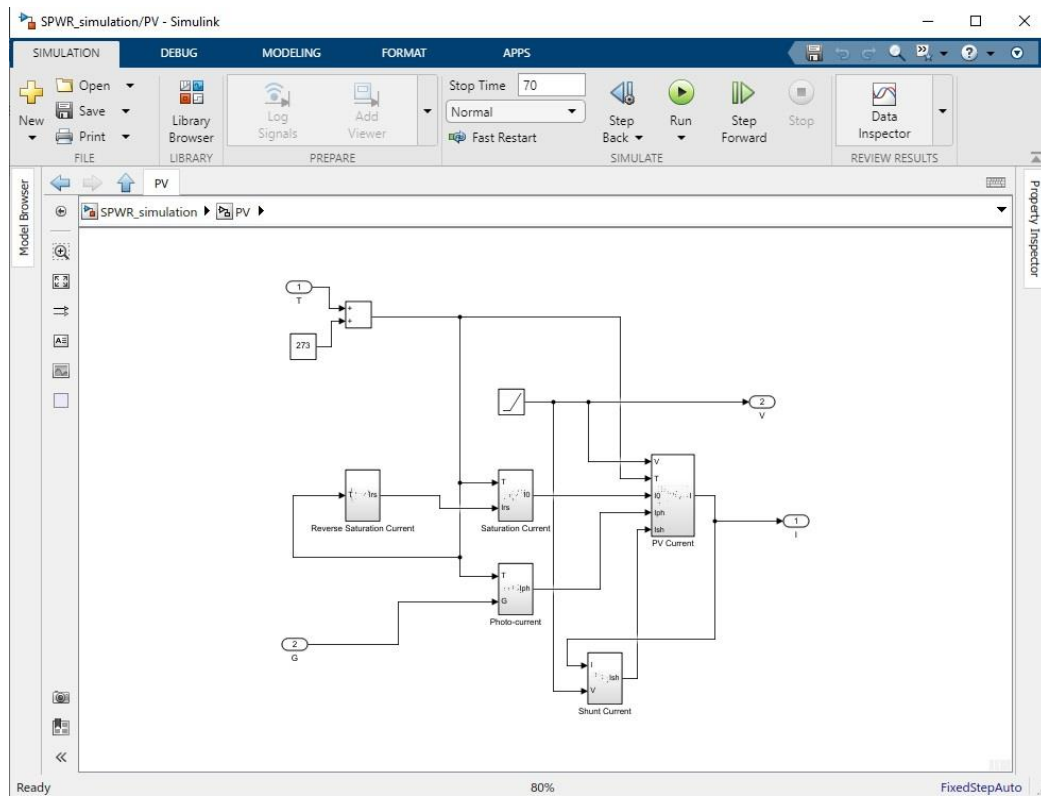 SPWR_simulation/PV - Simulink
SIMULATION DEBUG MODELING FORMAT APPS
New
Open
Save
Print
FILE
Library Browser
LIBRARY
Log Signals
Add Viewer
PREPARE
Stop Time 70
Normal
Fast Restart
Step Back
Run
Step Forward
Stop
SIMULATE
Data Inspector
REVIEW RESULTS
Model Browser
Property Inspector
PV
SPWR_simulation PV
1
T
+
+
273
2
V
T Irs
Reverse Saturation Current
T
I0
Irs
Saturation Current
V
T
I0 I
Iph
Ish
PV Current
1
I
T
Iph
G
Photo-current
2
G
I
Ish
V
Shunt Current
Ready 80% FixedStepAuto